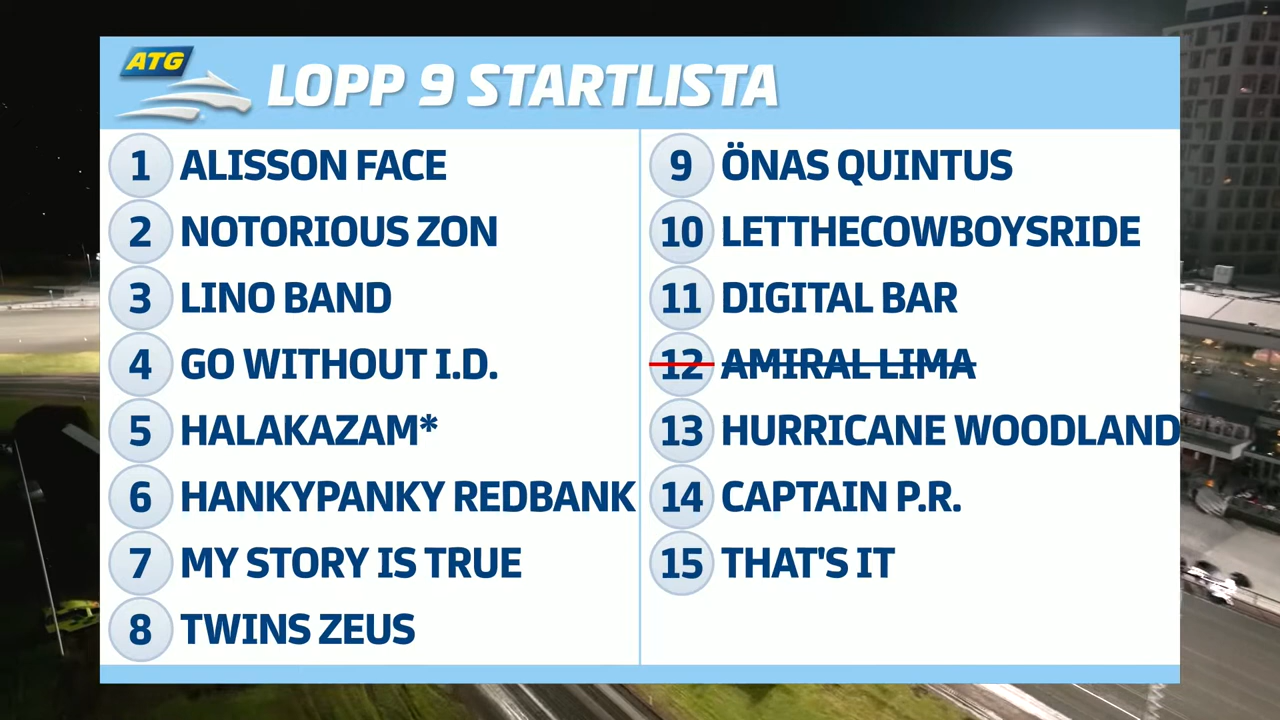 ATG
LOPP 9 STARTLISTA
1 ALISSON FACE
2 NOTORIOUS ZON
3 LINO BAND
4 GO WITHOUT I.D.
5 HALAKAZAM*
6 HANKYPANKY REDBANK
7 MY STORY IS TRUE
8 TWINS ZEUS
9 ÖNAS QUINTUS
10 LETTHECOWBOYSRIDE
11 DIGITAL BAR
12 AMIRAL LIMA
13 HURRICANE WOODLAND
14 CAPTAIN P.R.
15 THAT'S IT